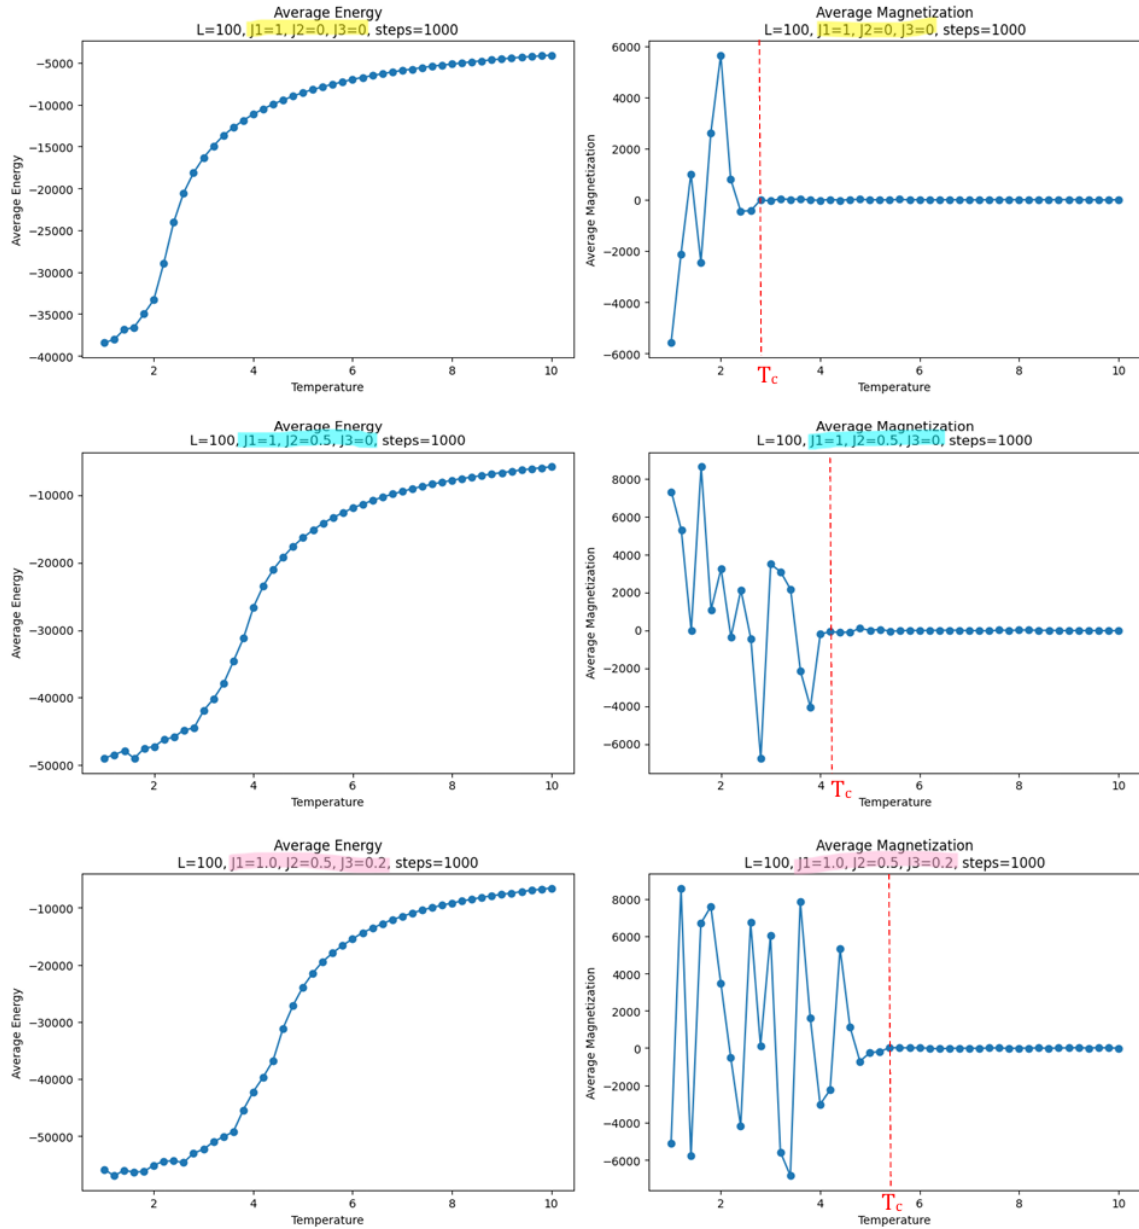 Average Energy
L=100, J1=1, J2=0, J3=0, steps=1000
-5000
-10000
-15000
-20000
-25000
-30000
-35000
-40000
Average Energy
2 4 6 8 10
Temperature
Average Magnetization
L=100, J1=1, J2=0, J3=0, steps=1000
6000
4000
2000
0
−2000
−4000
−6000
Average Magnetization
2 4 6 8 10
Tc
Temperature
Average Energy
L=100, J1=1, J2=0.5, J3=0, steps=1000
−10000
−20000
−30000
−40000
−50000
Average Energy
2 4 6 8 10
Temperature
Average Magnetization
L=100, J1=1, J2=0.5, J3=0, steps=1000
8000
6000
4000
2000
0
−2000
−4000
−6000
Average Magnetization
2 4 6 8 10
Tc
Temperature
Average Energy
L=100, J1=1.0, J2=0.5, J3=0.2, steps=1000
−10000
−20000
−30000
−40000
−50000
Average Energy
2 4 6 8 10
Temperature
Average Magnetization
L=100, J1=1.0, J2=0.5, J3=0.2, steps=1000
8000
6000
4000
2000
0
−2000
−4000
−6000
Average Magnetization
2 4 6 8 10
Tc
Temperature